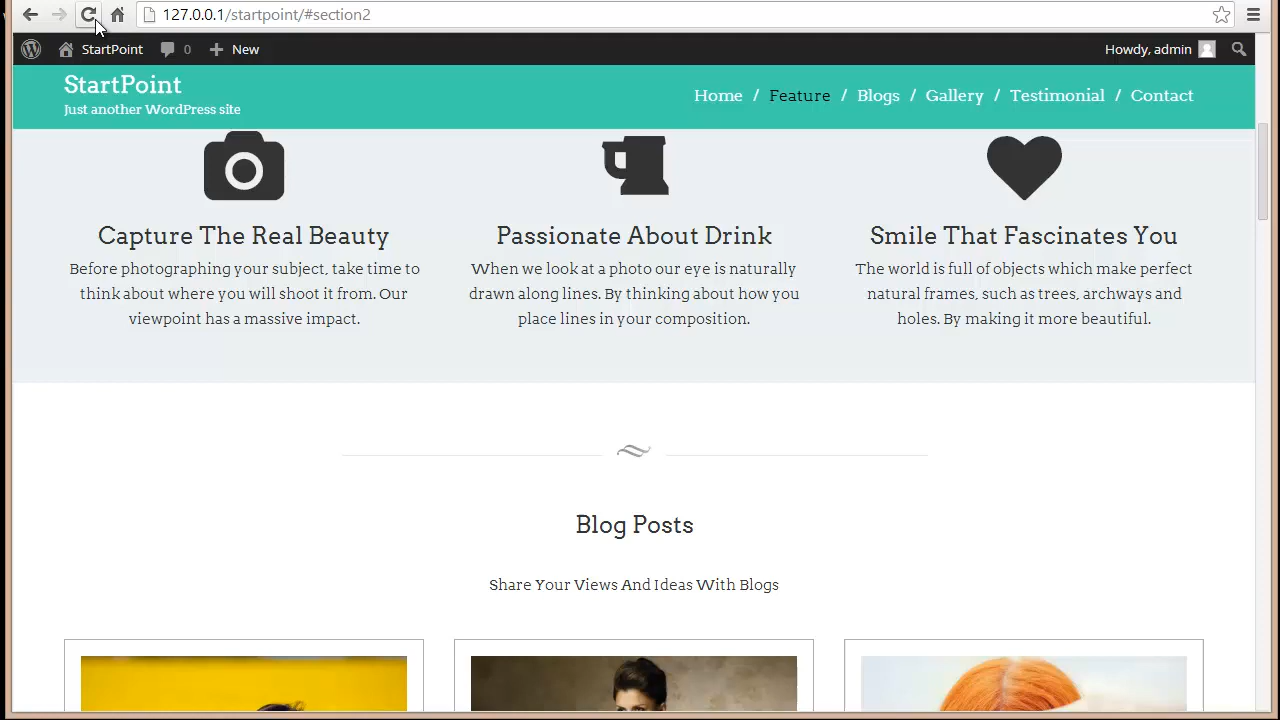 127.0.0.1/startpoint/#section2
StartPoint 0 New Howdy, admin
StartPoint
Just another WordPress site
Home / Feature / Blogs / Gallery / Testimonial / Contact
Capture The Real Beauty
Before photographing your subject, take time to
think about where you will shoot it from. Our
viewpoint has a massive impact.
Passionate About Drink
When we look at a photo our eye is naturally
drawn along lines. By thinking about how you
place lines in your composition.
Smile That Fascinates You
The world is full of objects which make perfect
natural frames, such as trees, archways and
holes. By making it more beautiful.
Blog Posts
Share Your Views And Ideas With Blogs